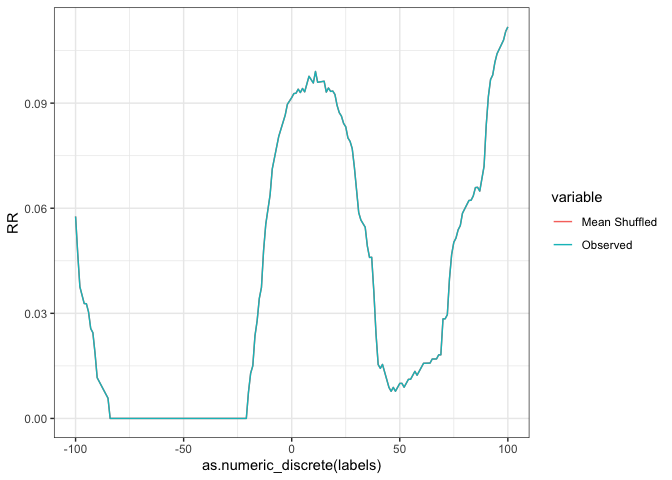 0.09
0.06
0.03
0.00
RR
-100
-50
0
50
100
as.numeric_discrete(labels)
variable
Mean Shuffled
Observed